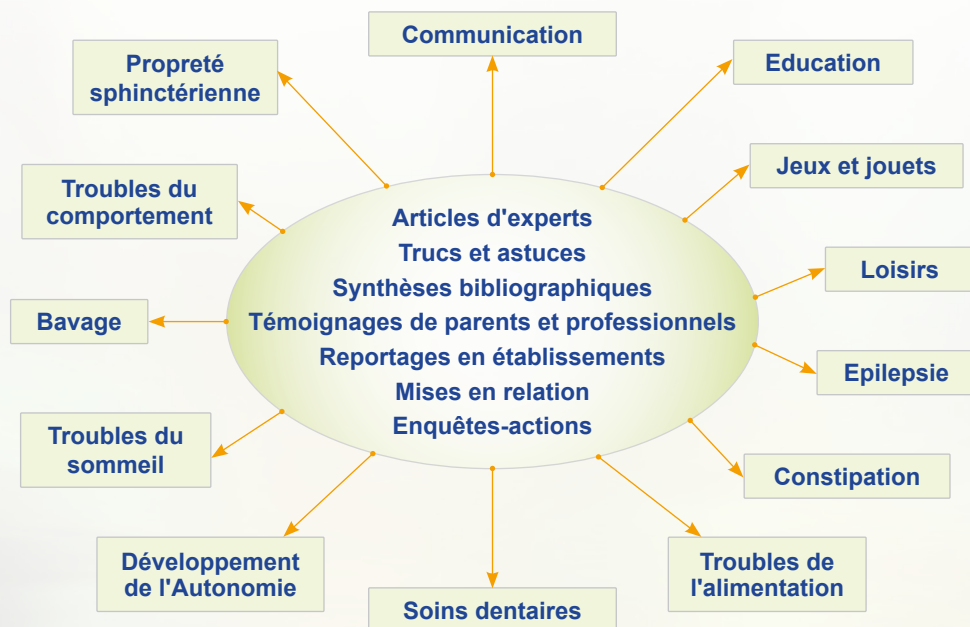 Communication
Propreté
sphinctérienne
Education
Jeux et jouets
Troubles du
comportement
Articles d'experts
Trucs et astuces
Synthèses bibliographiques
Témoignages de parents et professionnels
Reportages en établissements
Mises en relation
Enquêtes-actions
Loisirs
Bavage
Epilepsie
Troubles du
sommeil
Constipation
Développement
de l'Autonomie
Troubles de
l'alimentation
Soins dentaires